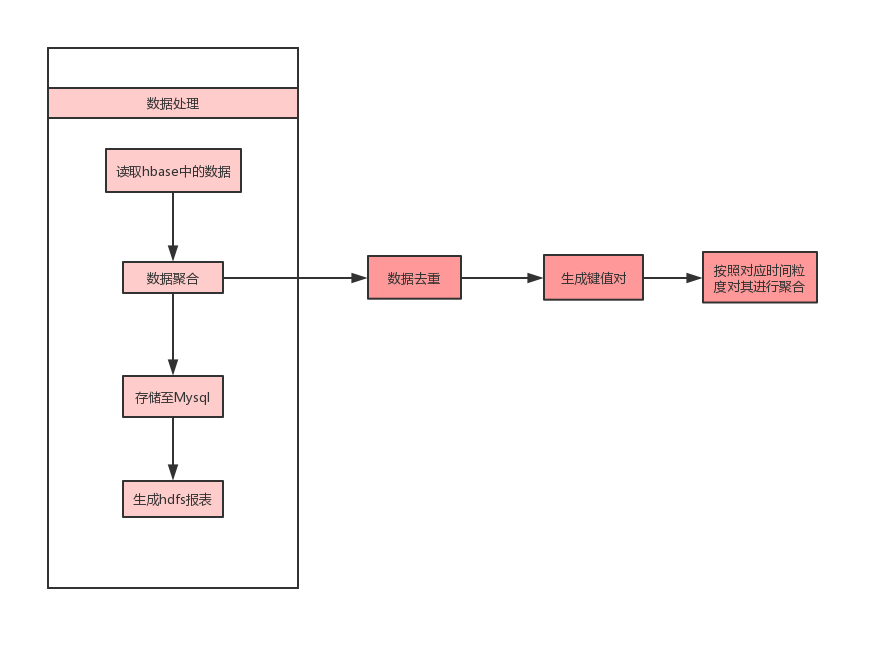 数据处理
读取hbase中的数据
数据聚合
数据去重
生成键值对
按照对应时间粒
度对其进行聚合
存储至Mysql
生成hdfs报表